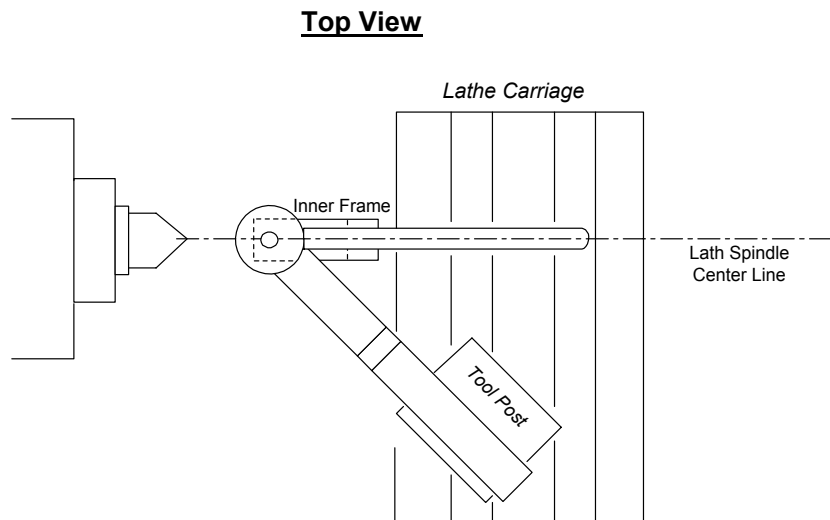 Top View
Lathe Carriage
Inner Frame
Lath Spindle
Center Line
Tool Post